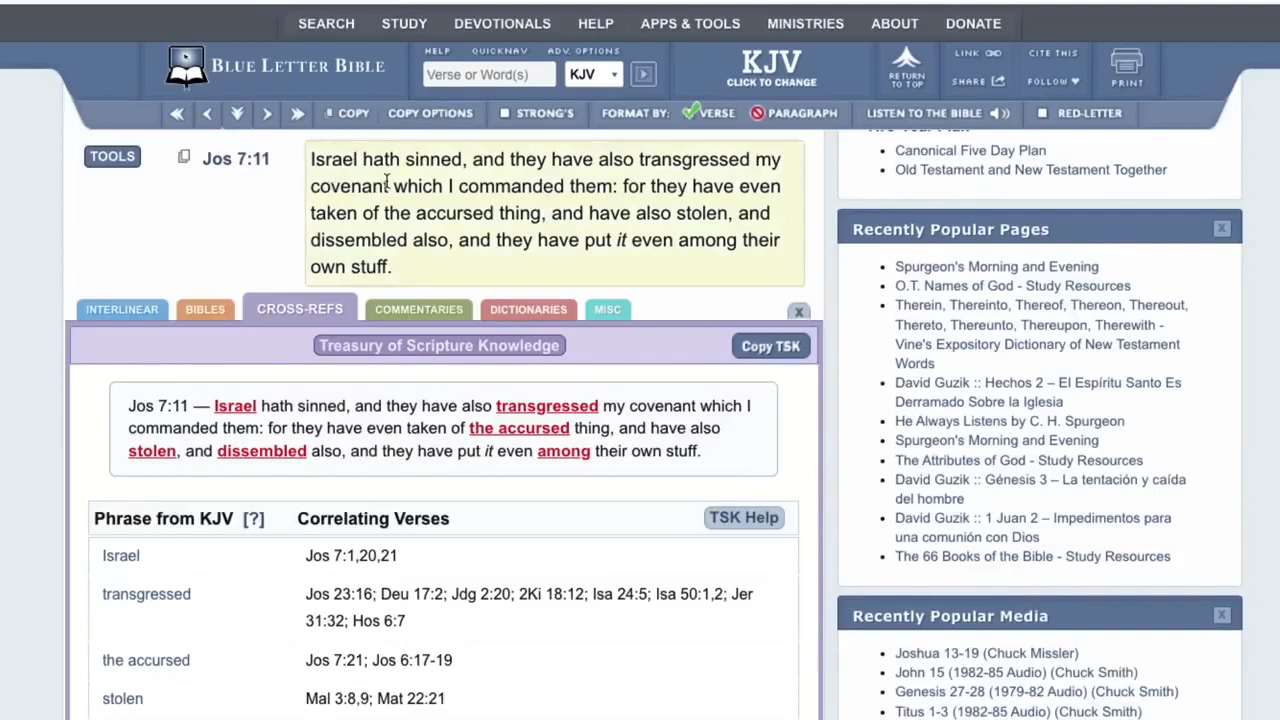 SEARCH STUDY DEVOTIONALS HELP APPS & TOOLS MINISTRIES ABOUT DONATE
BLUE LETTER BIBLE
HELP QUICKNAV ADV. OPTIONS
Verse or Word(s) KJV
KJV
CLICK TO CHANGE
RETURN
TO TOP
LINK CITE THIS
SHARE FOLLOW
PRINT
COPY COPY OPTIONS STRONG'S FORMAT BY: VERSE PARAGRAPH LISTEN TO THE BIBLE RED-LETTER
TOOLS Jos 7:11
Israel hath sinned, and they have also transgressed my
covenant which I commanded them: for they have even
taken of the accursed thing, and have also stolen, and
dissembled also, and they have put it even among their
own stuff.
INTERLINEAR BIBLES CROSS-REFS COMMENTARIES DICTIONARIES MISC X
Treasury of Scripture Knowledge Copy TSK
Jos 7:11 — Israel hath sinned, and they have also transgressed my covenant which I
commanded them: for they have even taken of the accursed thing, and have also
stolen, and dissembled also, and they have put it even among their own stuff.
Phrase from KJV [?] Correlating Verses TSK Help
Israel Jos 7:1,20,21
transgressed Jos 23:16; Deu 17:2; Jdg 2:20; 2Ki 18:12; Isa 24:5; Isa 50:1,2; Jer
31:32; Hos 6:7
the accursed Jos 7:21; Jos 6:17-19
stolen Mal 3:8,9; Mat 22:21
Canonical Five Day Plan
Old Testament and New Testament Together
Recently Popular Pages X
Spurgeon's Morning and Evening
O.T. Names of God - Study Resources
Therein, Thereinto, Thereof, Thereon, Thereout,
Thereto, Thereunto, Thereupon, Therewith -
Vine's Expository Dictionary of New Testament
Words
David Guzik :: Hechos 2 – El Espíritu Santo Es
Derramado Sobre la Iglesia
He Always Listens by C. H. Spurgeon
Spurgeon's Morning and Evening
The Attributes of God - Study Resources
David Guzik :: Génesis 3 – La tentación y caída
del hombre
David Guzik :: 1 Juan 2 – Impedimentos para
una comunión con Dios
The 66 Books of the Bible - Study Resources
Recently Popular Media X
Joshua 13-19 (Chuck Missler)
John 15 (1982-85 Audio) (Chuck Smith)
Genesis 27-28 (1979-82 Audio) (Chuck Smith)
Titus 1-3 (1982-85 Audio) (Chuck Smith)